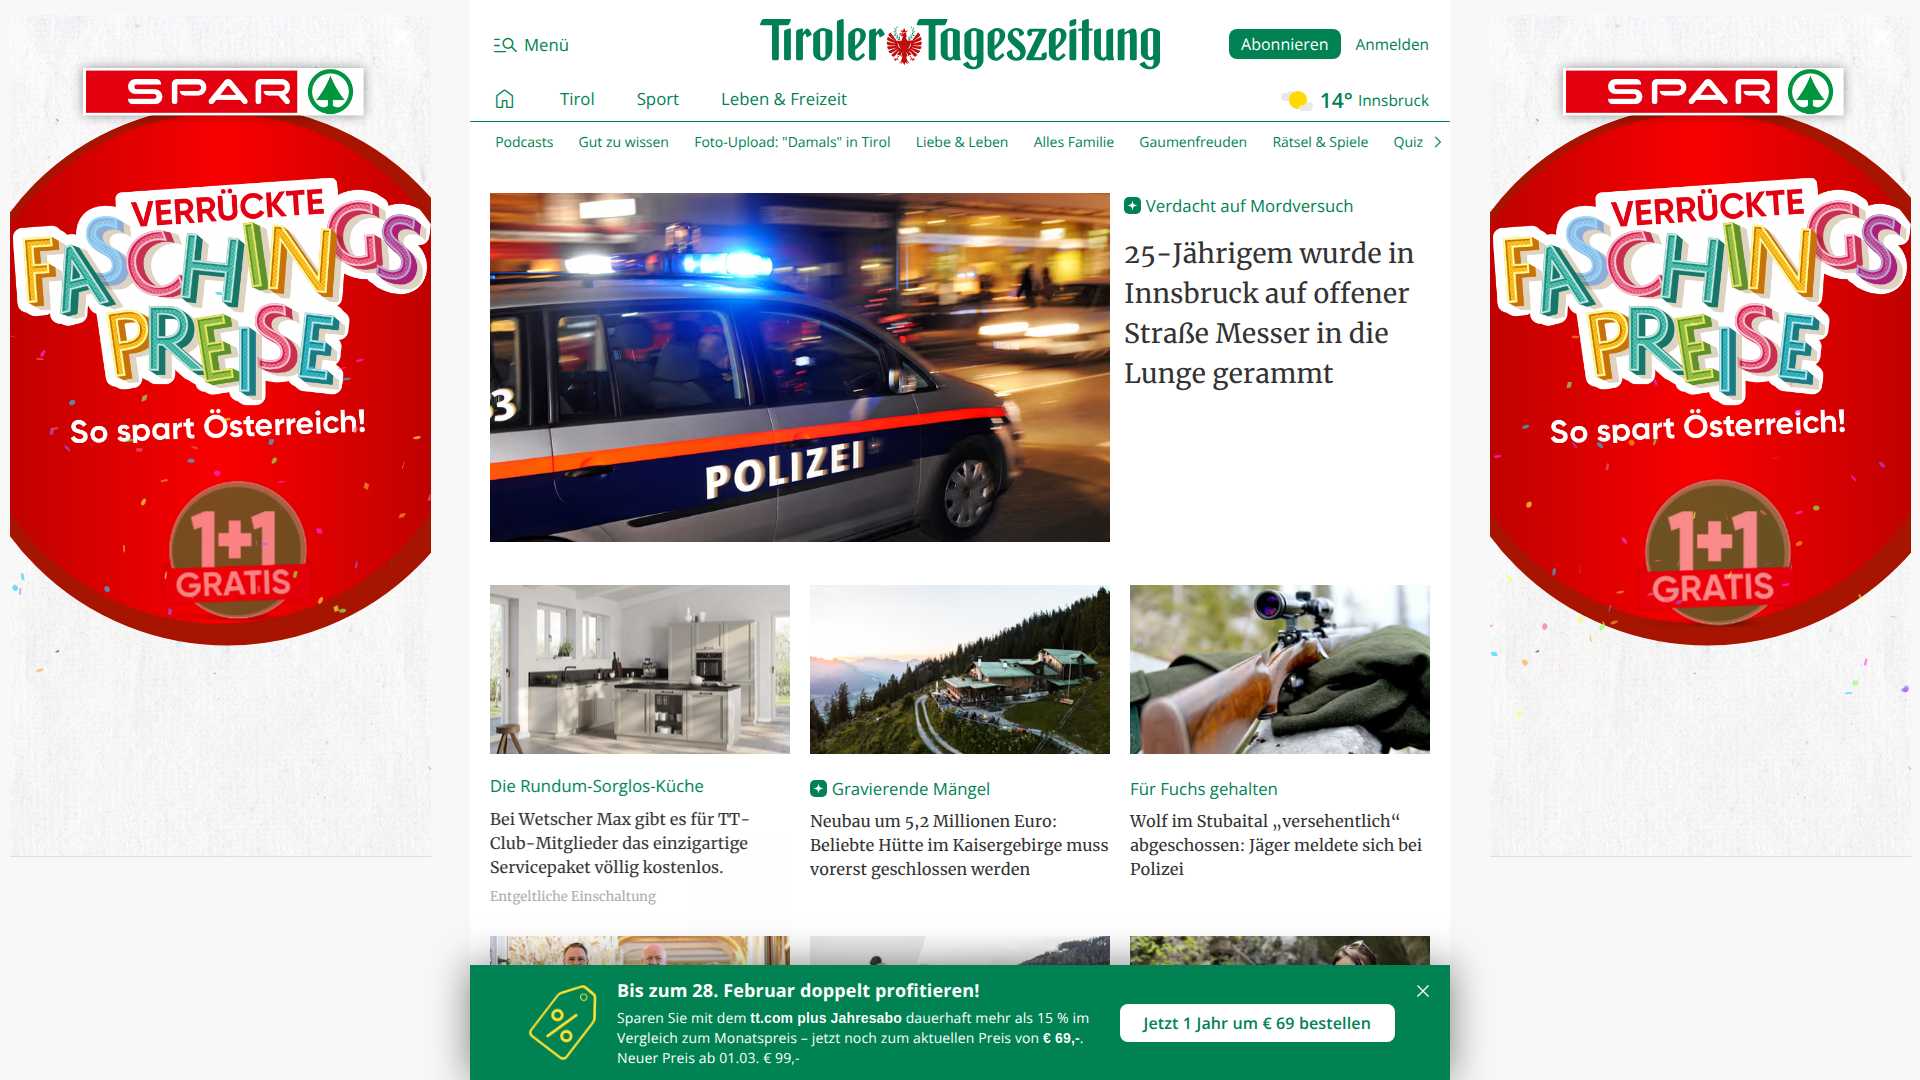 SPAR
VERRÜCKTE
FASCHINGS
PREISE
So spart Österreich!
1+1
GRATIS
Menü
Tiroler Tageszeitung
Abonnieren
Anmelden
Tirol
Sport
Leben & Freizeit
14° Innsbruck
Podcasts
Gut zu wissen
Foto-Upload: "Damals" in Tirol
Liebe & Leben
Alles Familie
Gaumenfreuden
Rätsel & Spiele
Quiz
3
POLIZEI
Verdacht auf Mordversuch
25-Jährigem wurde in
Innsbruck auf offener
Straße Messer in die
Lunge gerammt
Die Rundum-Sorglos-Küche
Bei Wetscher Max gibt es für TT-
Club-Mitglieder das einzigartige
Servicepaket völlig kostenlos.
Entgeltliche Einschaltung
Gravierende Mängel
Neubau um 5,2 Millionen Euro:
Beliebte Hütte im Kaisergebirge muss
vorerst geschlossen werden
Für Fuchs gehalten
Wolf im Stubaital „versehentlich“
abgeschossen: Jäger meldete sich bei
Polizei
Bis zum 28. Februar doppelt profitieren!
Sparen Sie mit dem tt.com plus Jahresabo dauerhaft mehr als 15 % im
Vergleich zum Monatspreis – jetzt noch zum aktuellen Preis von € 69,-.
Neuer Preis ab 01.03. € 99,-
Jetzt 1 Jahr um € 69 bestellen
SPAR
VERRÜCKTE
FASCHINGS
PREISE
So spart Österreich!
1+1
GRATIS